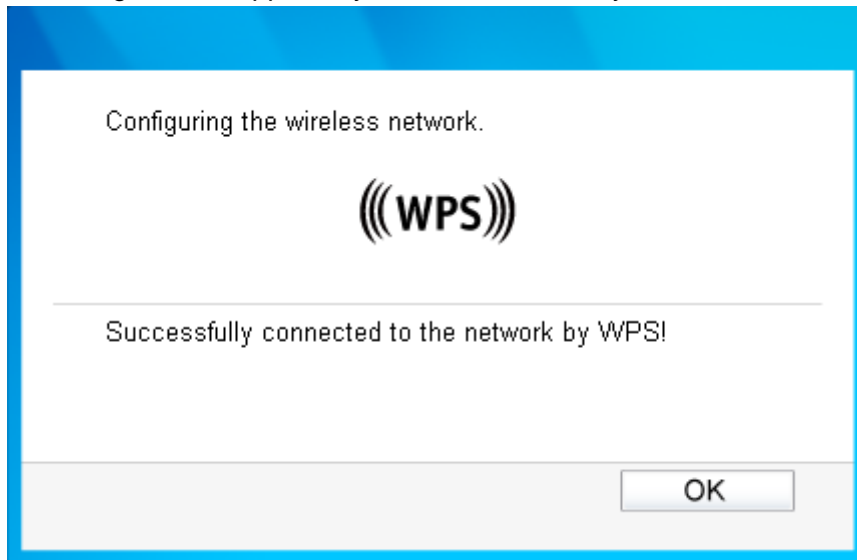 Configuring the wireless network.
(((WPS)))
Successfully connected to the network by WPS!
OK